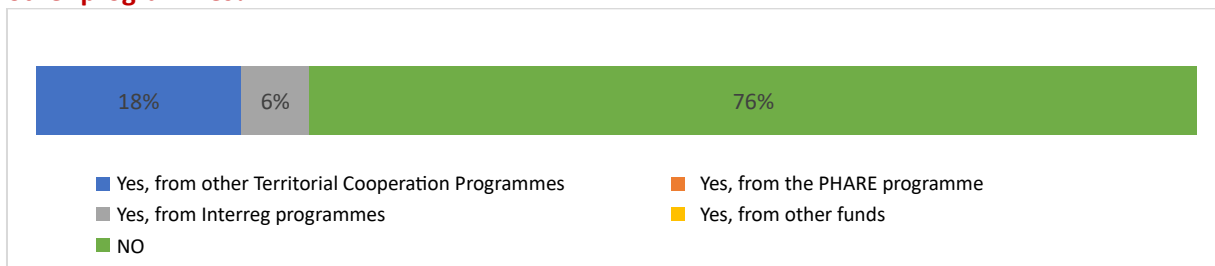 18% 6% 76%
Yes, from other Territorial Cooperation Programmes Yes, from the PHARE programme
Yes, from Interreg programmes Yes, from other funds
NO